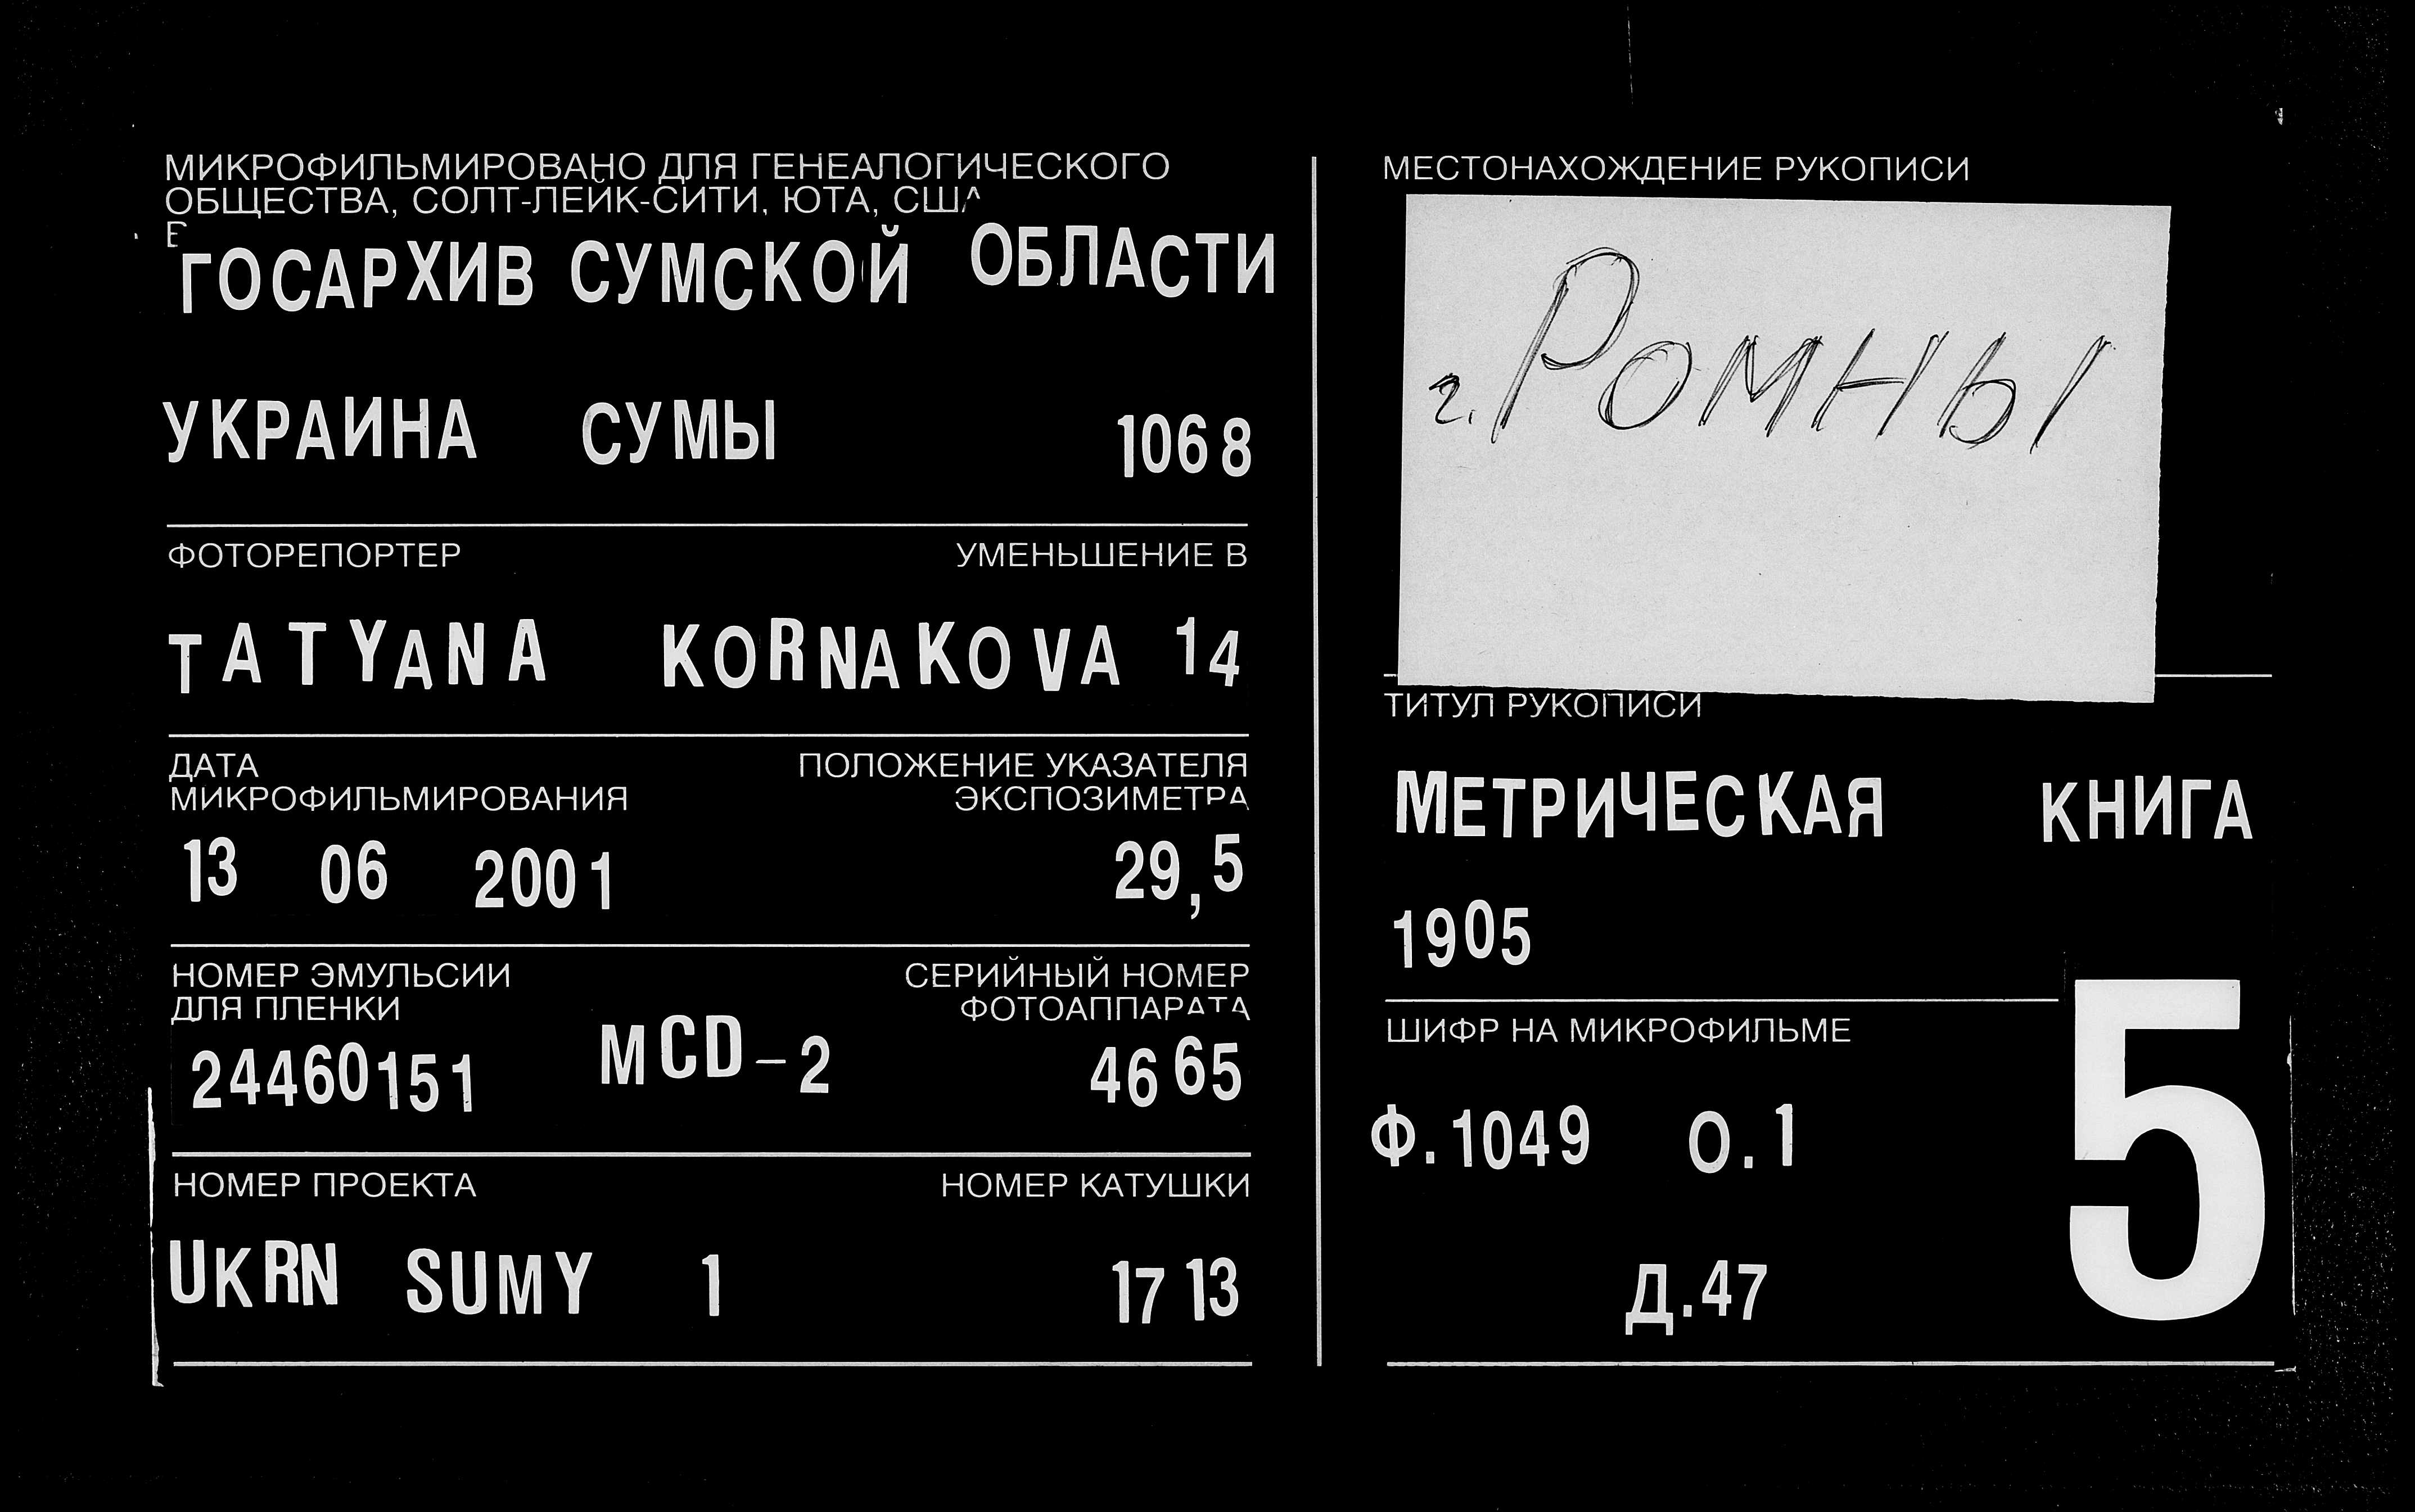 МИКРОФИЛЬМИРОВАНО ДЛЯ ГЕНЕАЛОГИЧЕСКОГО
ОБЩЕСТВА, СОЛТ-ЛЕЙК-СИТИ, ЮТА, США
В
ГОСАРХИВ СУМСКОЙ ОБЛАСТИ
УКРАИНА СУМЫ 1068
ФОТОРЕПОРТЕР УМЕНЬШЕНИЕ В
TATYANA KORNAKOVA 14
ДАТА ПОЛОЖЕНИЕ УКАЗАТЕЛЯ
МИКРОФИЛЬМИРОВАНИЯ ЭКСПОЗИМЕТРА
13 06 2001 29,5
НОМЕР ЭМУЛЬСИИ СЕРИЙНЫЙ НОМЕР
ДЛЯ ПЛЕНКИ ФОТОАППАРАТА
24460151 MCD-2 4665
НОМЕР ПРОЕКТА НОМЕР КАТУШКИ
UKRN SUMY 1 1713
МЕСТОНАХОЖДЕНИЕ РУКОПИСИ
г. Ромны
ТИТУЛ РУКОПИСИ
МЕТРИЧЕСКАЯ КНИГА
1905
ШИФР НА МИКРОФИЛЬМЕ
Ф.1049 О.1
Д.47
5